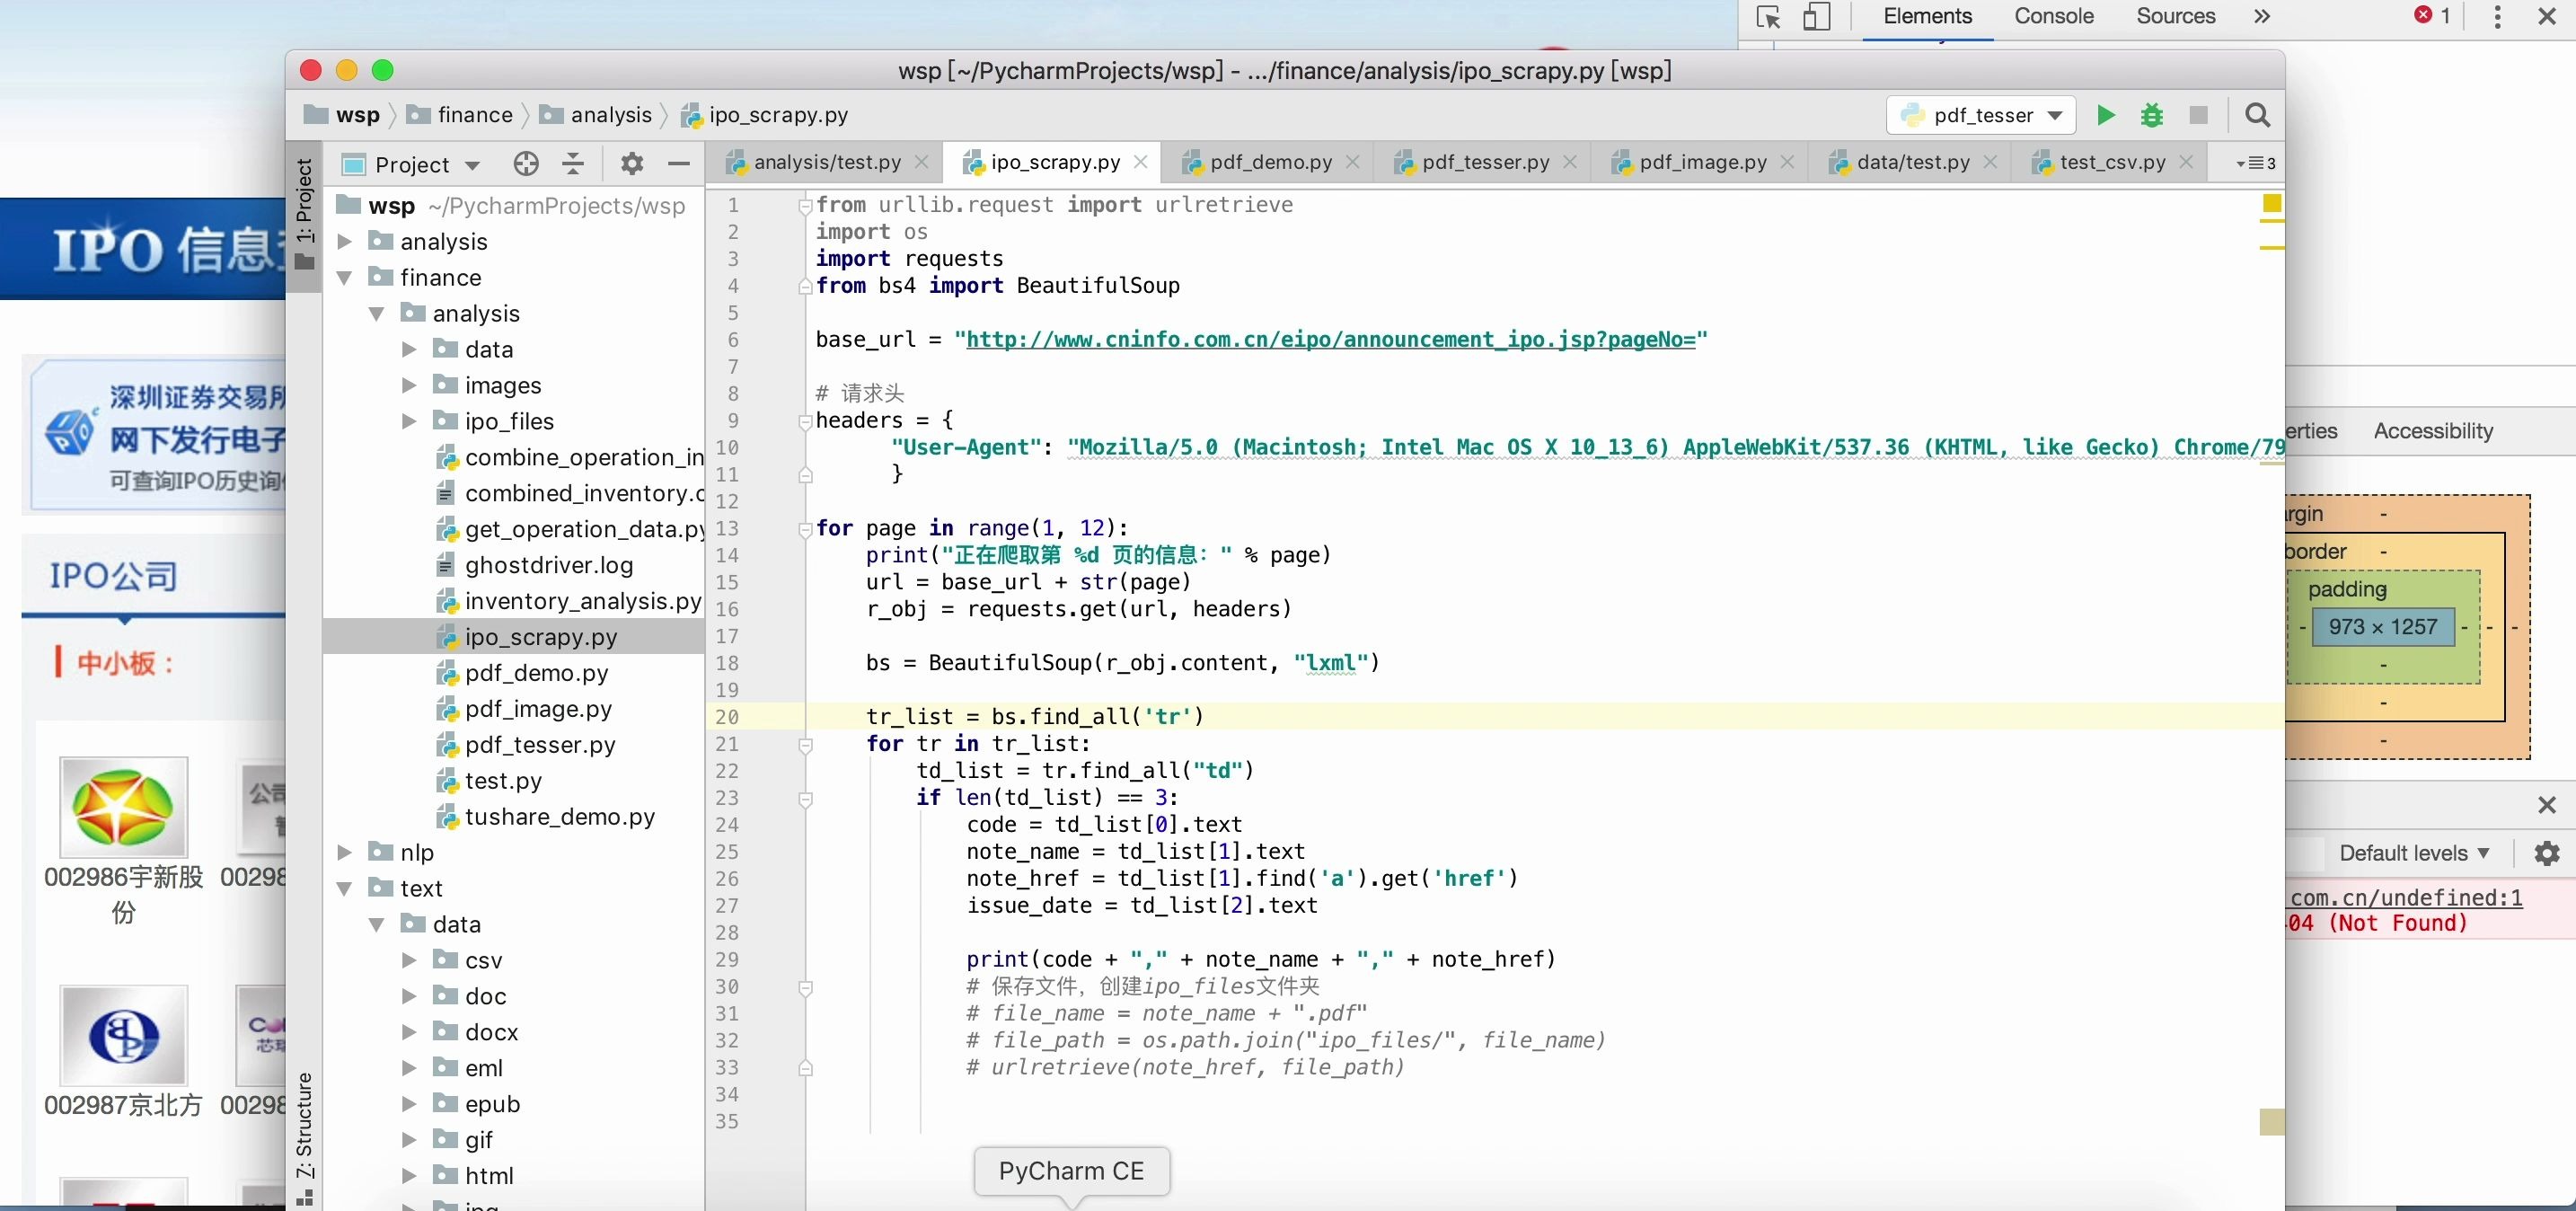 Elements Console Sources » 1
wsp [~/PycharmProjects/wsp] - .../finance/analysis/ipo_scrapy.py [wsp]
wsp finance analysis ipo_scrapy.py
pdf_tesser
1: Project
Project
analysis/test.py ipo_scrapy.py pdf_demo.py pdf_tesser.py pdf_image.py data/test.py test_csv.py 3
wsp ~/PycharmProjects/wsp
analysis
finance
analysis
data
images
ipo_files
combine_operation_in
combined_inventory.c
get_operation_data.py
ghostdriver.log
inventory_analysis.py
ipo_scrapy.py
pdf_demo.py
pdf_image.py
pdf_tesser.py
test.py
tushare_demo.py
nlp
text
data
csv
doc
docx
eml
epub
gif
html
7: Structure
1 from urllib.request import urlretrieve
2 import os
3 import requests
4 from bs4 import BeautifulSoup
5
6 base_url = "http://www.cninfo.com.cn/eipo/announcement_ipo.jsp?pageNo="
7
8 # 请求头
9 headers = {
10 "User-Agent": "Mozilla/5.0 (Macintosh; Intel Mac OS X 10_13_6) AppleWebKit/537.36 (KHTML, like Gecko) Chrome/79
11 }
12
13 for page in range(1, 12):
14 print("正在爬取第 %d 页的信息：" % page)
15 url = base_url + str(page)
16 r_obj = requests.get(url, headers)
17
18 bs = BeautifulSoup(r_obj.content, "lxml")
19
20 tr_list = bs.find_all('tr')
21 for tr in tr_list:
22 td_list = tr.find_all("td")
23 if len(td_list) == 3:
24 code = td_list[0].text
25 note_name = td_list[1].text
26 note_href = td_list[1].find('a').get('href')
27 issue_date = td_list[2].text
28
29 print(code + "," + note_name + "," + note_href)
30 # 保存文件，创建ipo_files文件夹
31 # file_name = note_name + ".pdf"
32 # file_path = os.path.join("ipo_files/", file_name)
33 # urlretrieve(note_href, file_path)
34
35
PyCharm CE
IPO 信息
深圳证券交易所
网下发行电子
可查询IPO历史询
IPO公司
中小板：
公司
002986宇新股份
00298
002987京北方
00298
erties Accessibility
rgin -
border -
padding
- 973 × 1257 - - -
-
-
-
Default levels
com.cn/undefined:1
04 (Not Found)